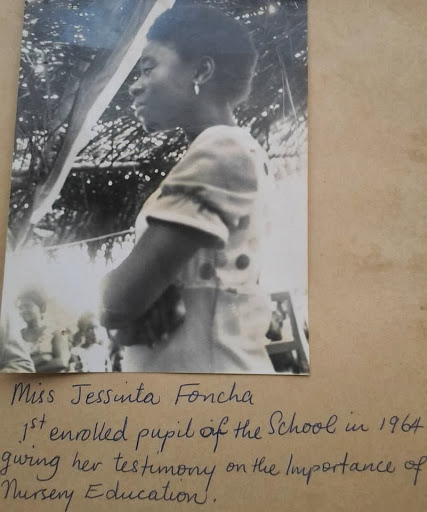 Miss Jessinta Foncha
1st enrolled pupil of the School in 1964
giving her testimony on the Importance of
Nursery Education.